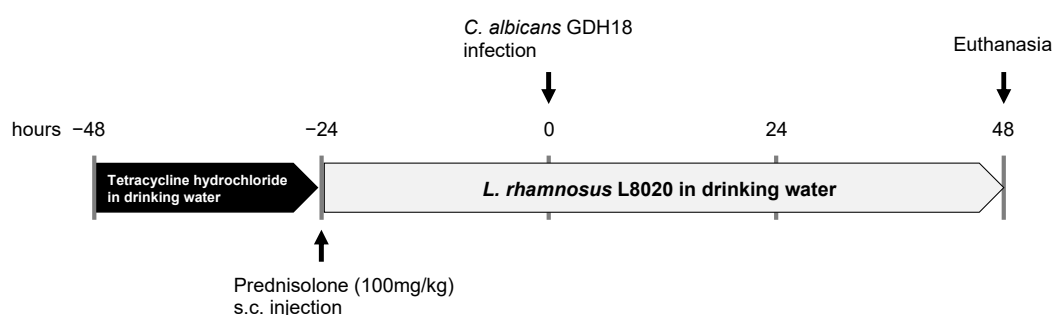 C. albicans GDH18
infection
Euthanasia
hours −48 −24 0 24 48
Tetracycline hydrochloride
in drinking water
L. rhamnosus L8020 in drinking water
Prednisolone (100mg/kg)
s.c. injection